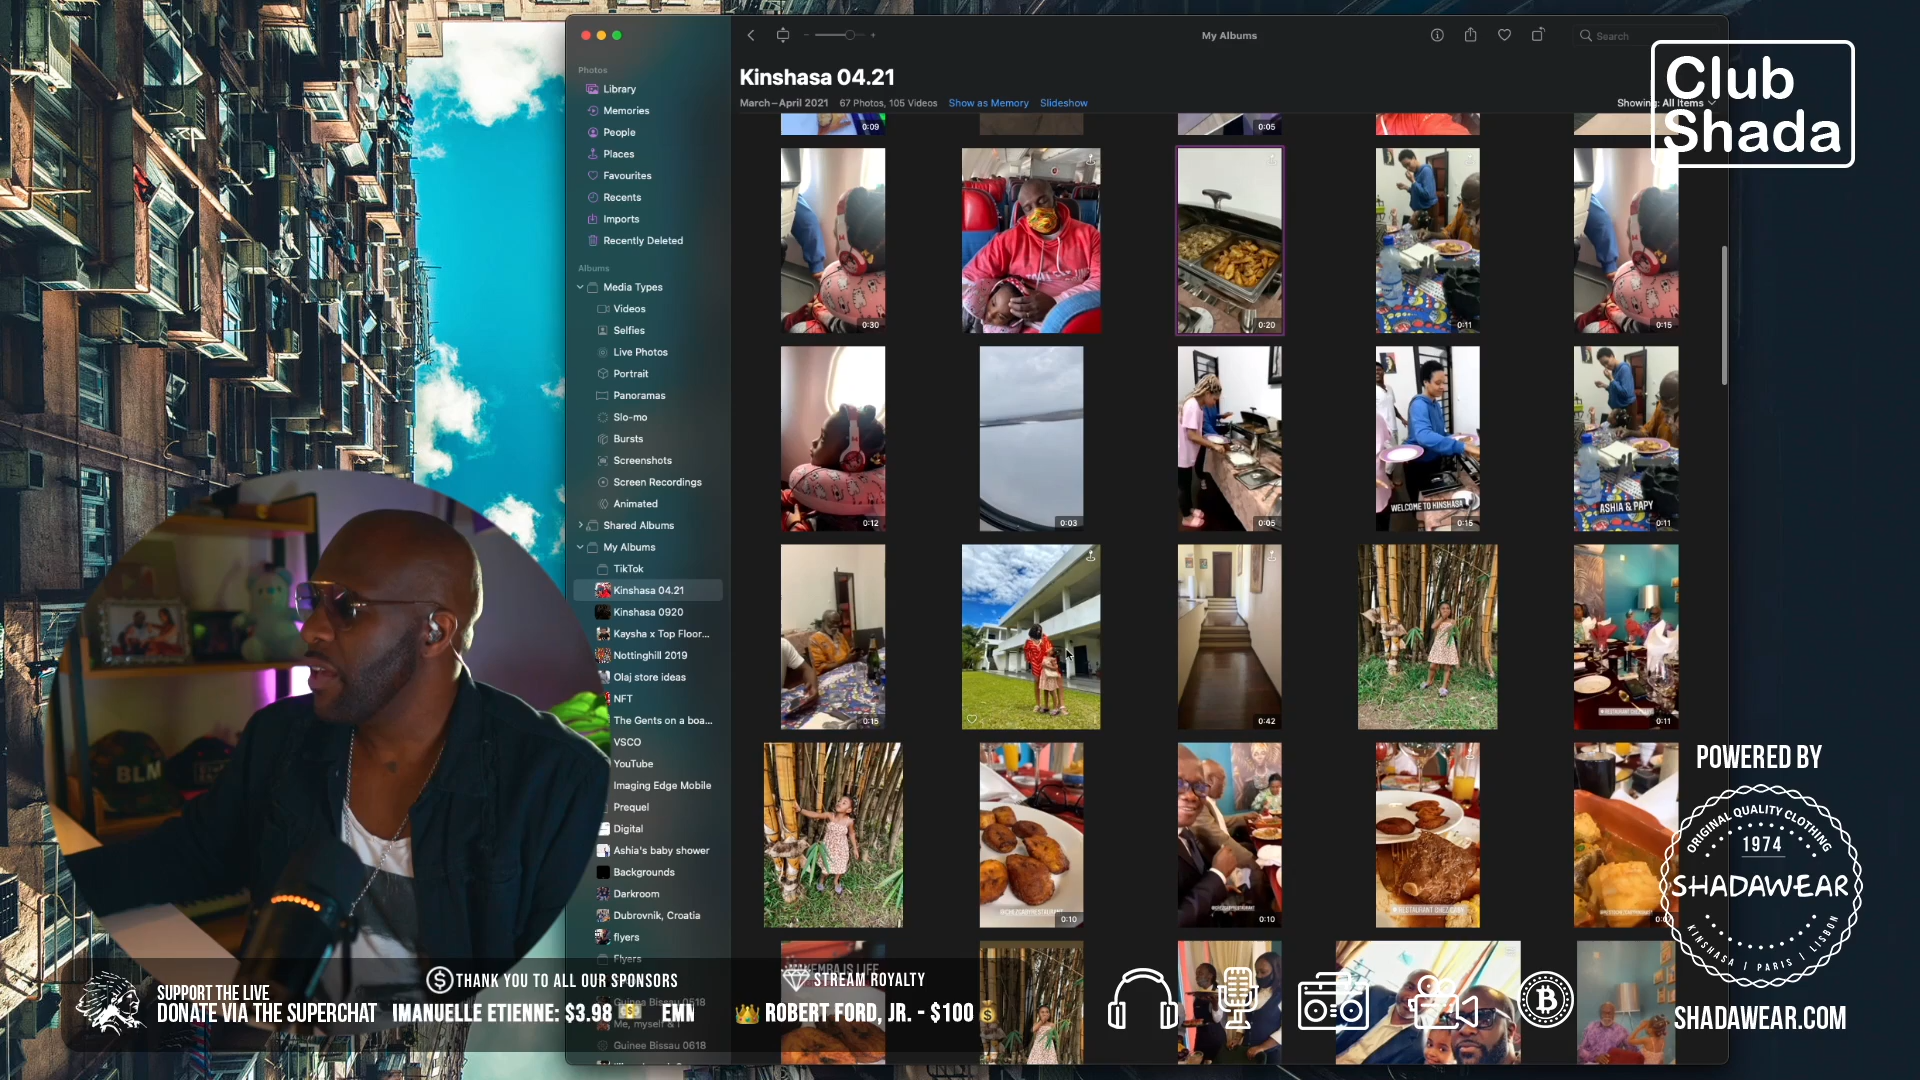 My Albums
Search
Kinshasa 04.21
March–April 2021 67 Photos, 105 Videos Show as Memory Slideshow
Showing: All Items
Club
Shada
Photos
Library
Memories
People
Places
Favourites
Recents
Imports
Recently Deleted
Albums
Media Types
Videos
Selfies
Live Photos
Portrait
Panoramas
Slo-mo
Bursts
Screenshots
Screen Recordings
Animated
Shared Albums
My Albums
TikTok
Kinshasa 04.21
Kinshasa 0920
Kaysha x Top Floor...
Nottinghill 2019
Olaj store ideas
NFT
The Gents on a boa...
VSCO
YouTube
Imaging Edge Mobile
Prequel
Digital
Ashia's baby shower
Backgrounds
Darkroom
Dubrovnik, Croatia
flyers
Flyers
Guinea Bissau 0618
Me, myself & I
Guinee Bissau 0618
0:09
0:05
0:30
0:20
0:11
0:15
0:12
0:03
0:05
WELCOME TO KINSHASA
0:15
ASHIA & PAPY
0:11
0:15
0:42
0:11
0:10
0:10
BLM
POWERED BY
ORIGINAL QUALITY CLOTHING
1974
SHADAWEAR
KINSHASA | PARIS | LISBON
SHADAWEAR.COM
SUPPORT THE LIVE
DONATE VIA THE SUPERCHAT
THANK YOU TO ALL OUR SPONSORS
IMANUELLE ETIENNE: $3.98
STREAM ROYALTY
ROBERT FORD, JR. - $100